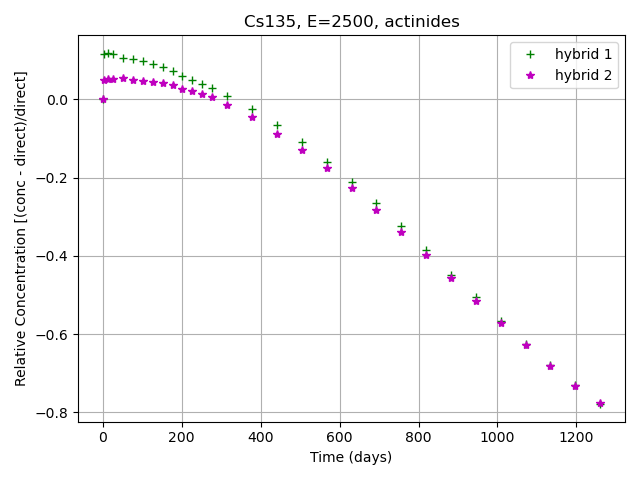 Cs135, E=2500, actinides
hybrid 1
hybrid 2
Relative Concentration [(conc - direct)/direct]
0.0
−0.2
−0.4
−0.6
−0.8
0 200 400 600 800 1000 1200
Time (days)